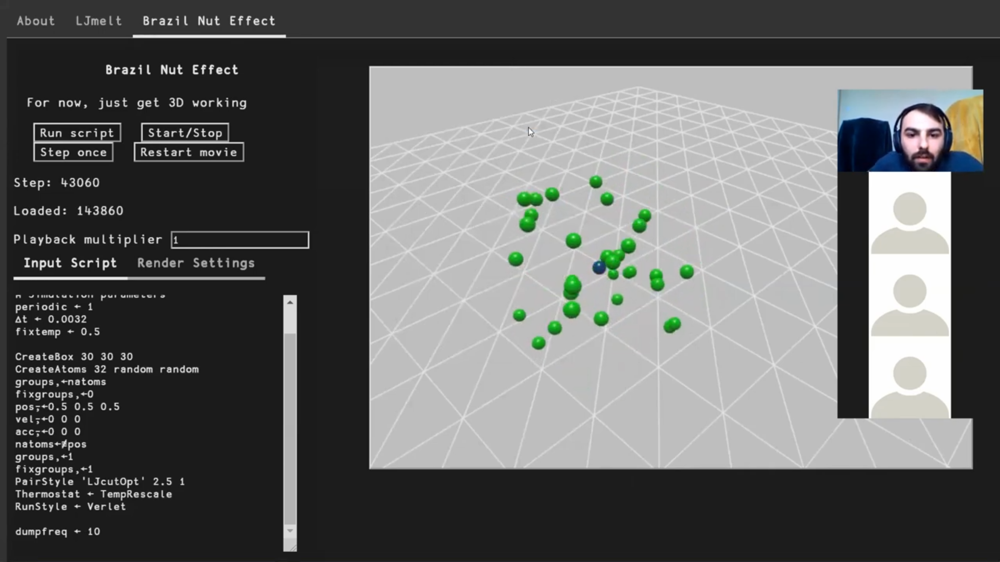 About LJmelt Brazil Nut Effect
Brazil Nut Effect
For now, just get 3D working
Run script Start/Stop
Step once Restart movie
Step: 43060
Loaded: 143860
Playback multiplier 1
Input Script Render Settings
# Simulation parameters
periodic ← 1
∆t ← 0.0032
fixtemp ← 0.5
CreateBox 30 30 30
CreateAtoms 32 random random
groups,←natoms
fixgroups,←0
pos⍪←0.5 0.5 0.5
vel⍪←0 0 0
acc⍪←0 0 0
natoms←≢pos
groups,←1
fixgroups,←1
PairStyle 'LJcutOpt' 2.5 1
Thermostat ← TempRescale
RunStyle ← Verlet
dumpfreq ← 10